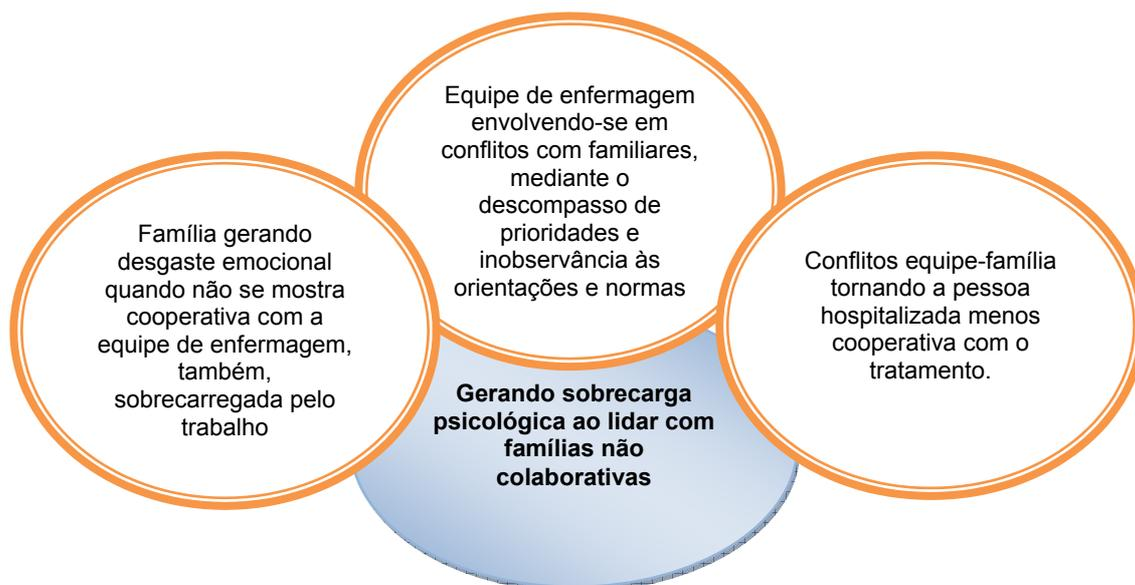 Equipe de enfermagem
envolvendo-se em
conflitos com familiares,
mediante o
descompasso de
prioridades e
inobservância às
orientações e normas
Família gerando
desgaste emocional
quando não se mostra
cooperativa com a
equipe de enfermagem,
também,
sobrecarregada pelo
trabalho
Conflitos equipe-família
tornando a pessoa
hospitalizada menos
cooperativa com o
tratamento.
Gerando sobrecarga
psicológica ao lidar com
famílias não
colaborativas